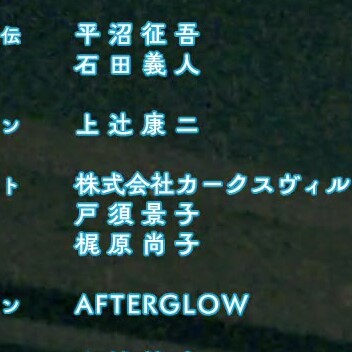 伝 平沼征吾
石田義人
ン 上辻康二
ト 株式会社カークスヴィル
戸須景子
梶原尚子
ン AFTERGLOW